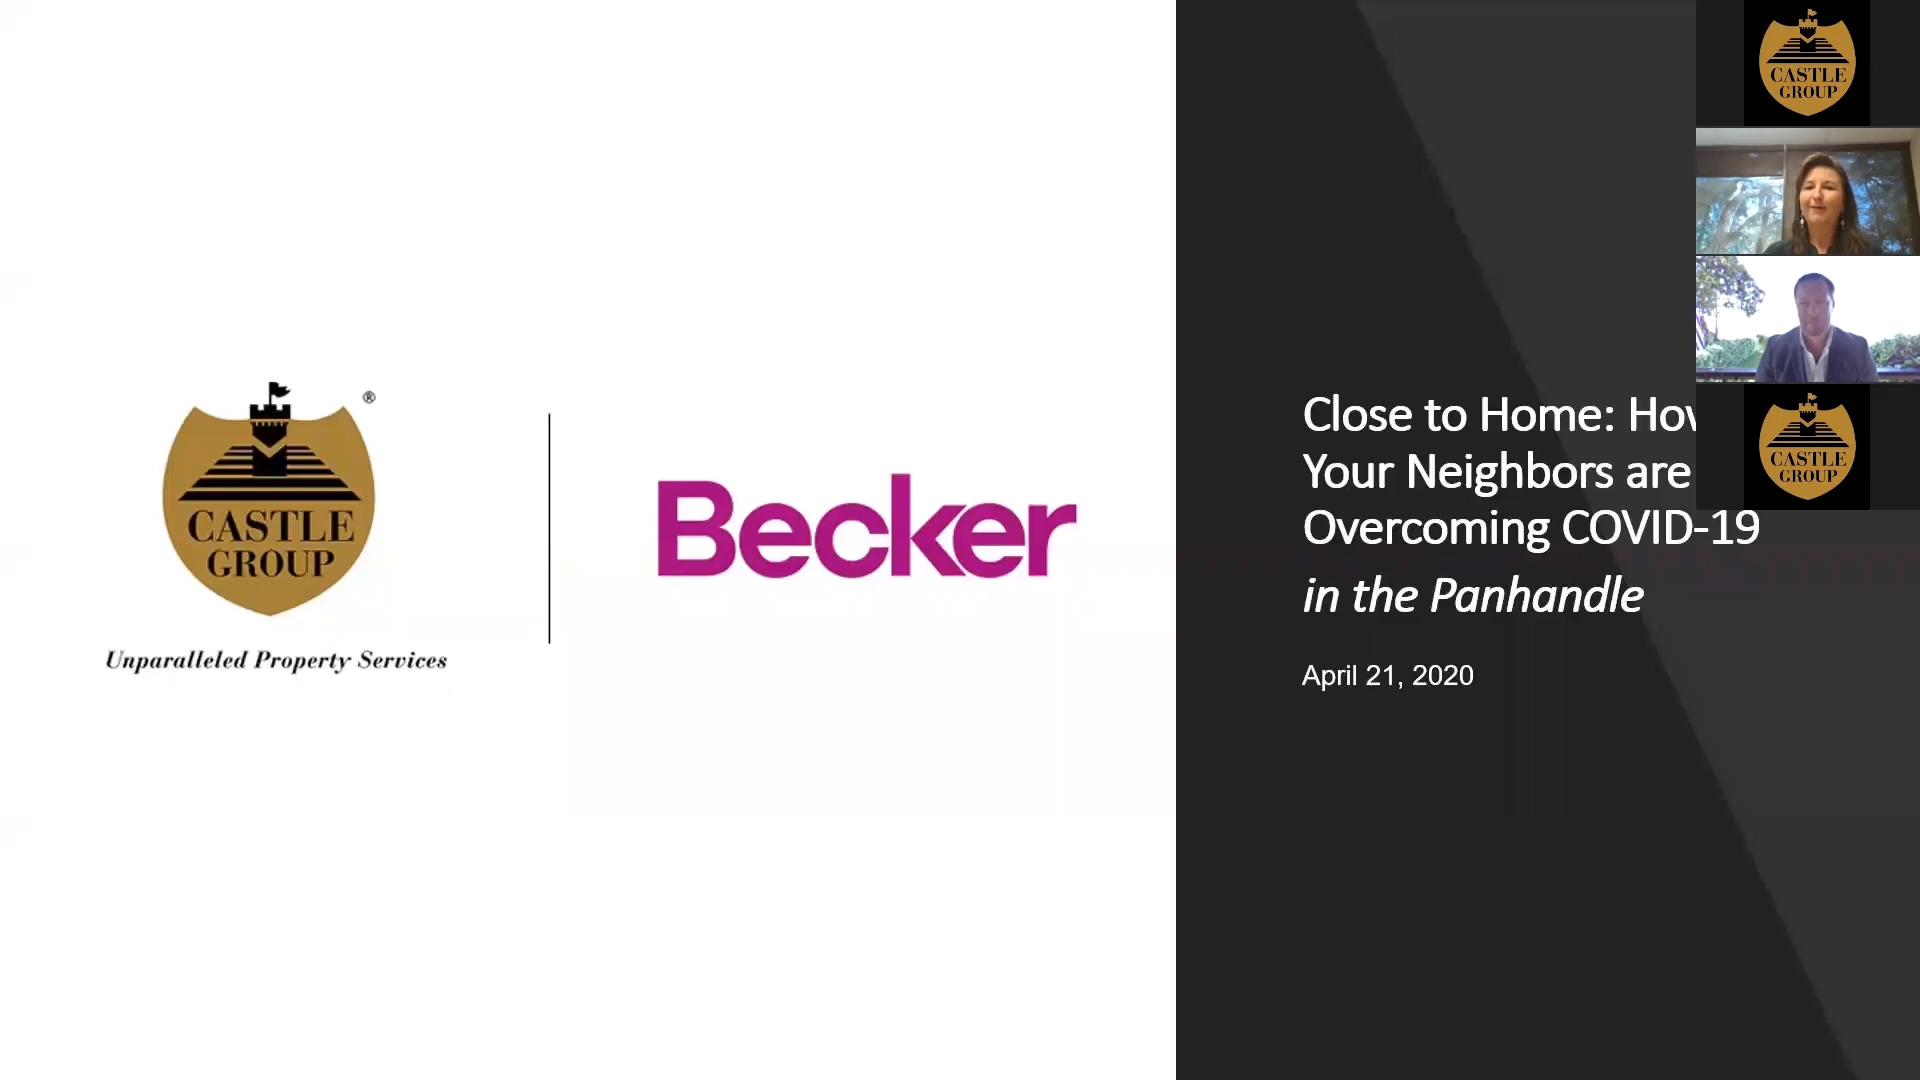 CASTLE
GROUP
®
Unparalleled Property Services
Becker
Close to Home: How
Your Neighbors are
Overcoming COVID-19
in the Panhandle
April 21, 2020
CASTLE
GROUP
CASTLE
GROUP